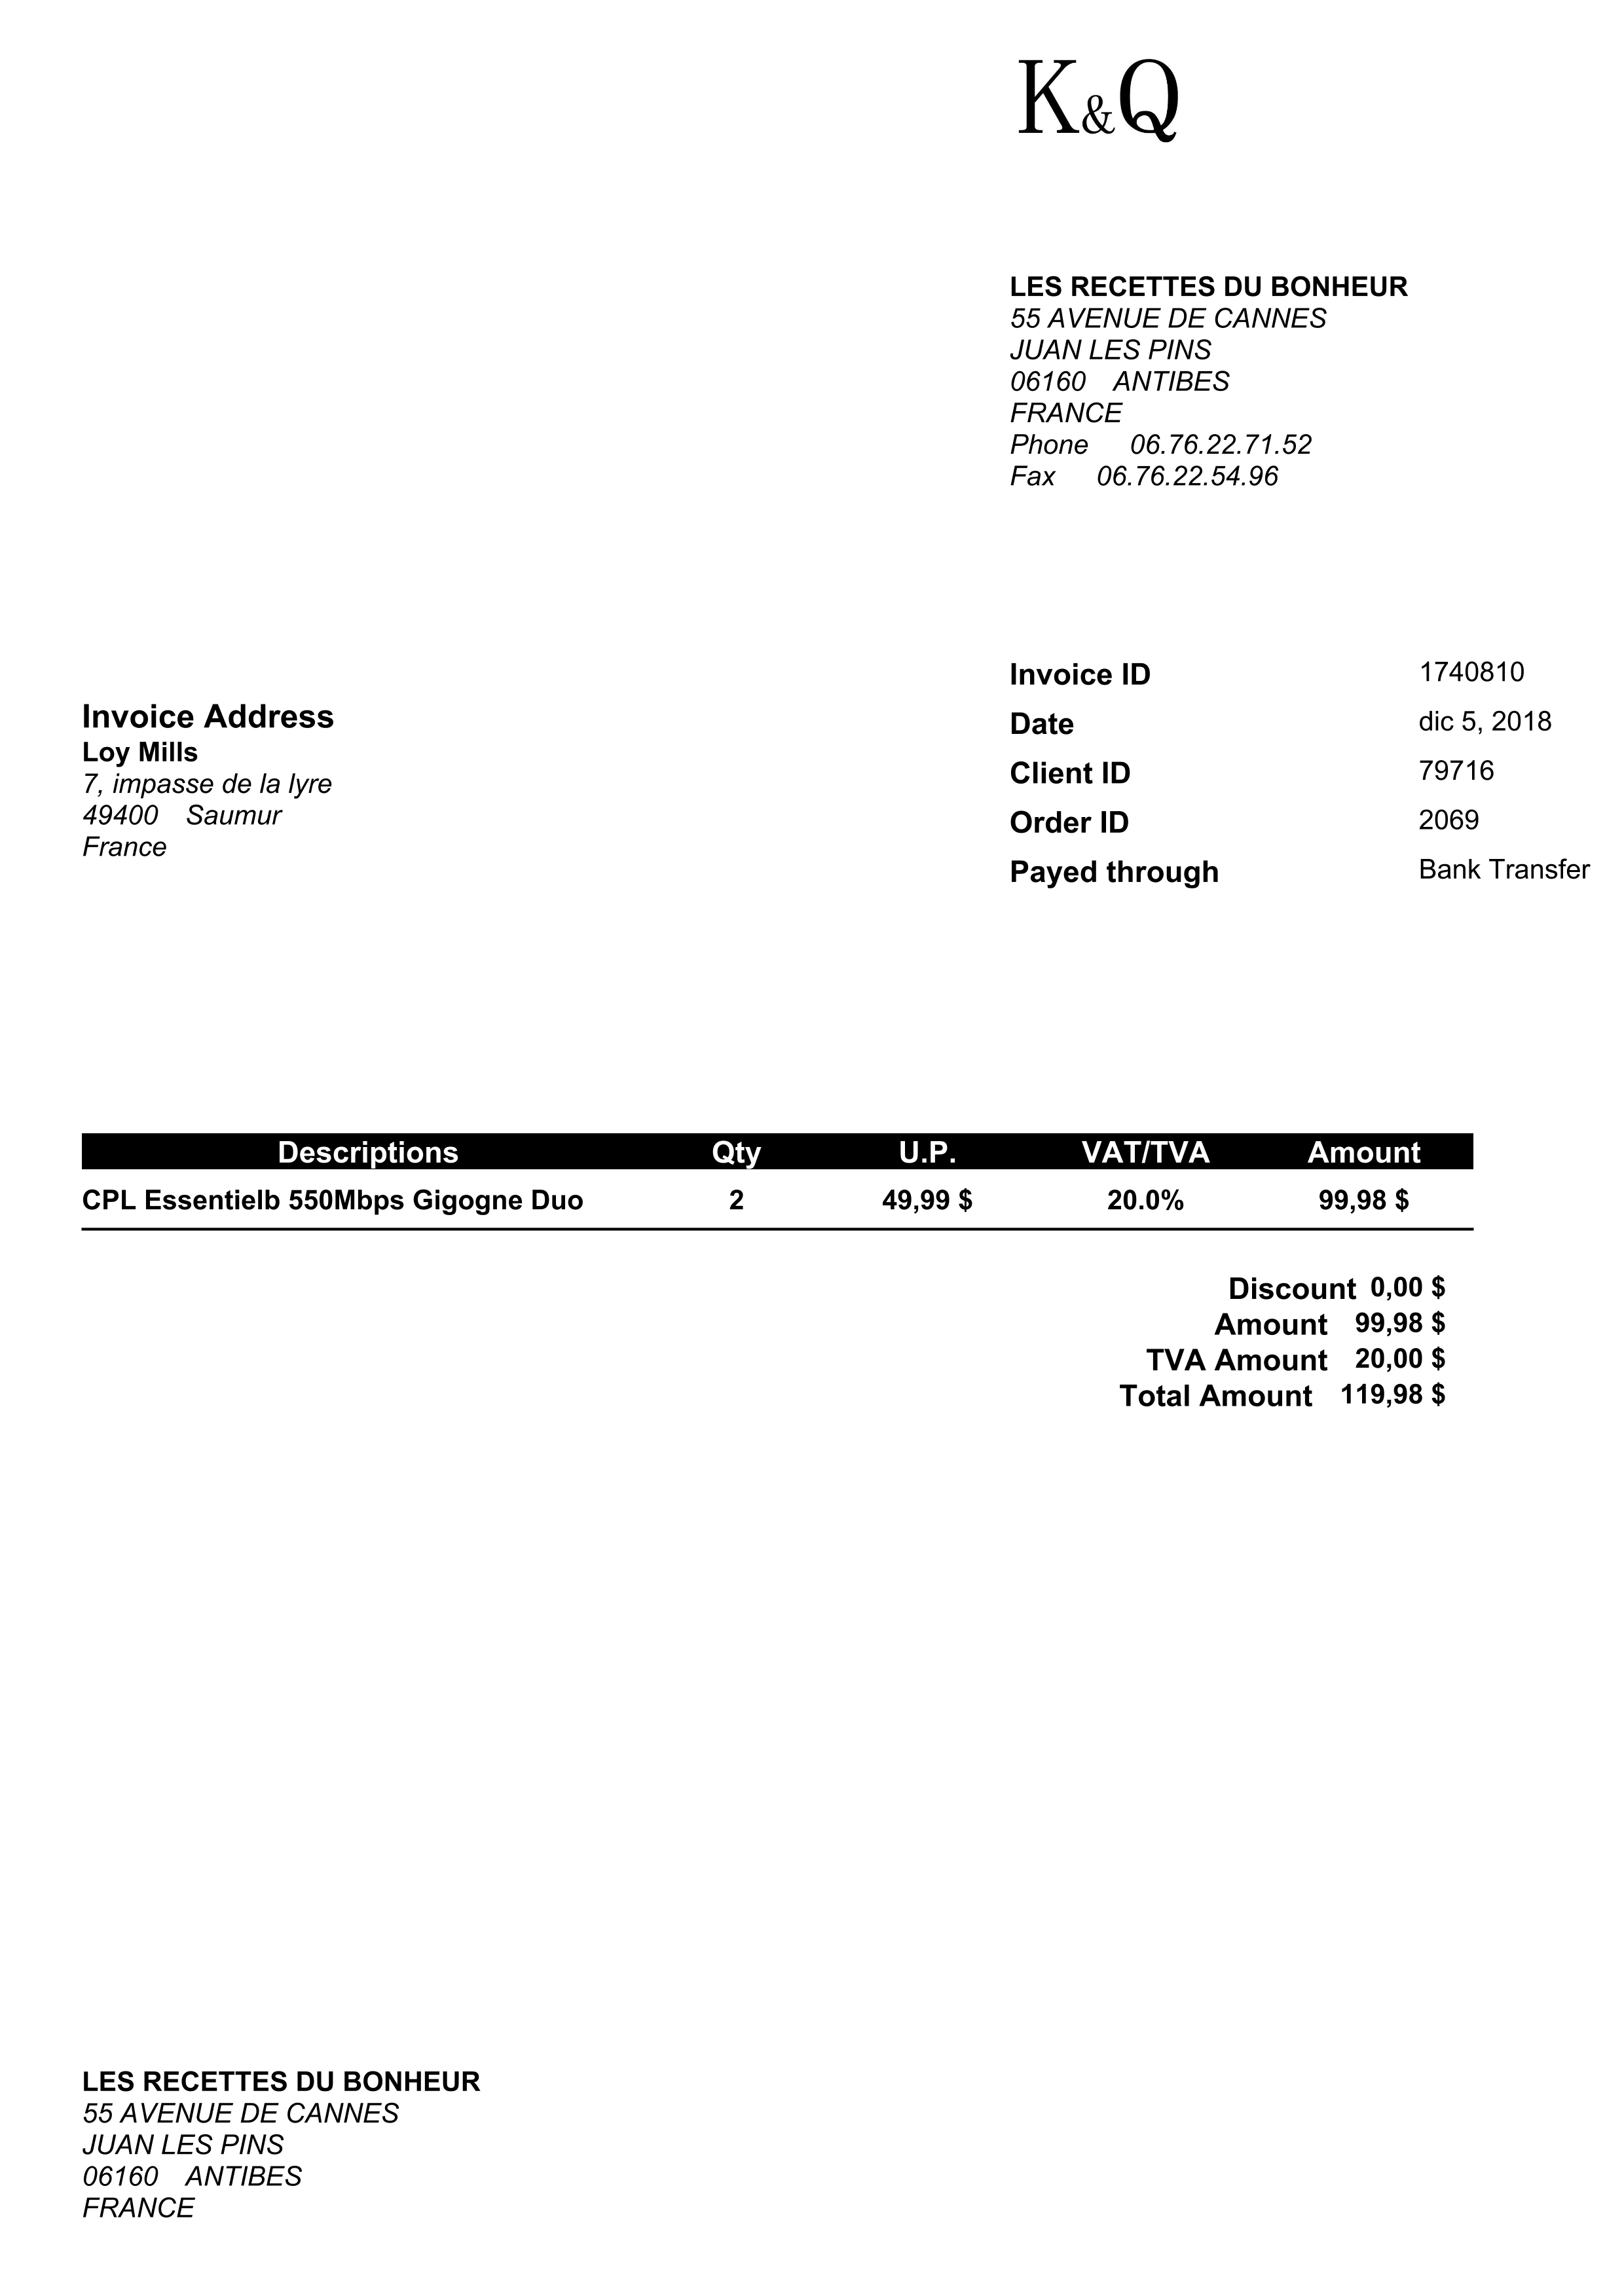 K&Q
LES RECETTES DU BONHEUR
55 AVENUE DE CANNES
JUAN LES PINS
06160 ANTIBES
FRANCE
Phone 06.76.22.71.52
Fax 06.76.22.54.96
Invoice Address
Loy Mills
7, impasse de la lyre
49400 Saumur
France
Invoice ID 1740810
Date dic 5, 2018
Client ID 79716
Order ID 2069
Payed through Bank Transfer
Descriptions Qty U.P. VAT/TVA Amount
CPL Essentielb 550Mbps Gigogne Duo 2 49,99 $ 20.0% 99,98 $
Discount 0,00 $
Amount 99,98 $
TVA Amount 20,00 $
Total Amount 119,98 $
LES RECETTES DU BONHEUR
55 AVENUE DE CANNES
JUAN LES PINS
06160 ANTIBES
FRANCE